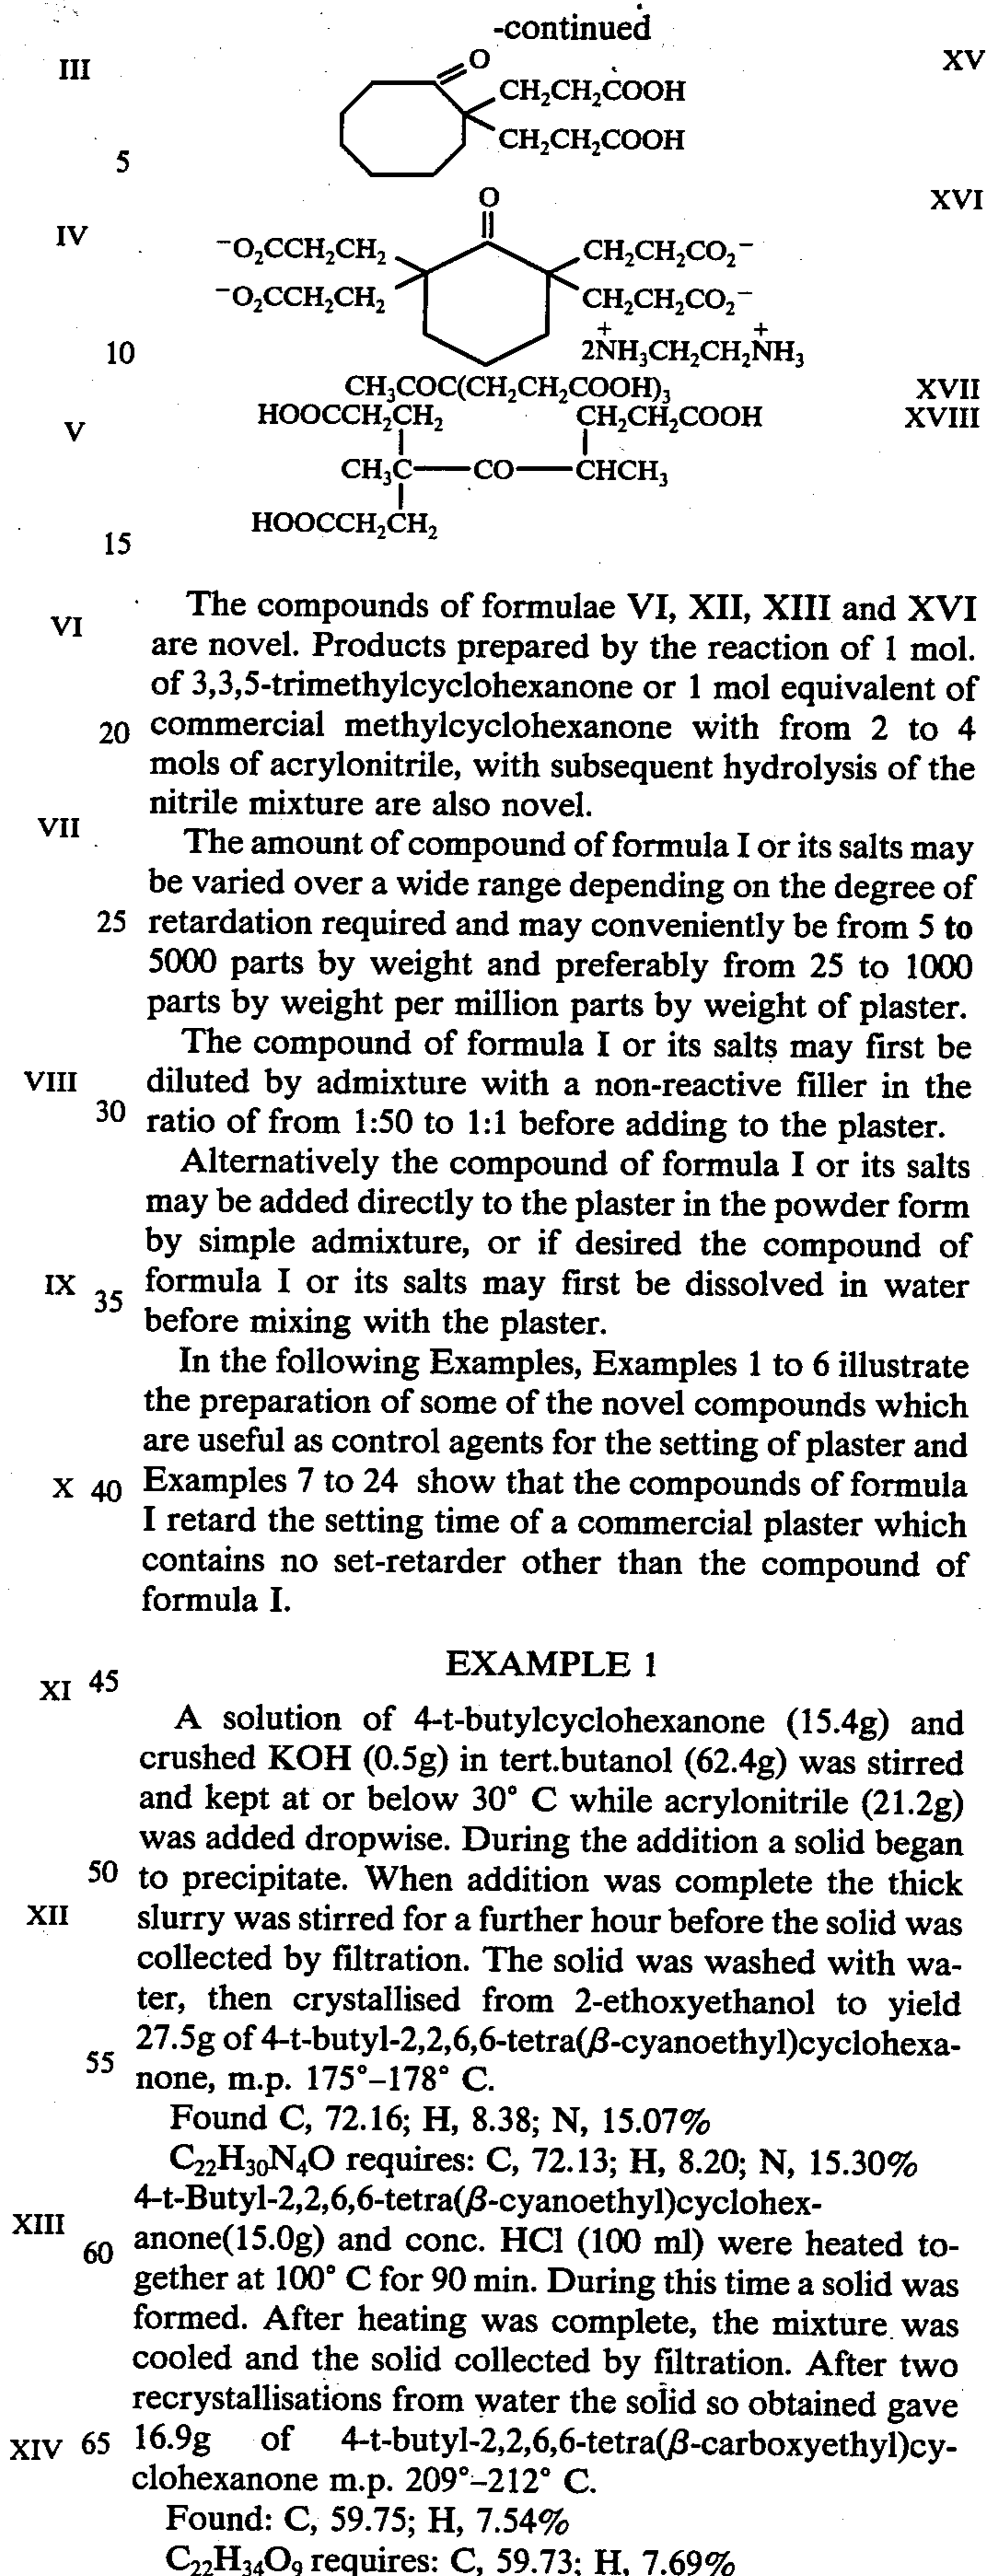 -continued
III
O
XV
CH2CH2COOH
CH2CH2COOH
5
O
XVI
IV
−O2CCH2CH2 CH2CH2CO2−
−O2CCH2CH2 CH2CH2CO2−
+ +
10 2NH3CH2CH2NH3
CH3COC(CH2CH2COOH)3 XVII
V HOOCCH2CH2 CH2CH2COOH XVIII
CH3C—CO—CHCH3
HOOCCH2CH2
15
The compounds of formulae VI, XII, XIII and XVI
VI are novel. Products prepared by the reaction of 1 mol.
of 3,3,5-trimethylcyclohexanone or 1 mol equivalent of
20 commercial methylcyclohexanone with from 2 to 4
mols of acrylonitrile, with subsequent hydrolysis of the
nitrile mixture are also novel.
VII The amount of compound of formula I or its salts may
be varied over a wide range depending on the degree of
25 retardation required and may conveniently be from 5 to
5000 parts by weight and preferably from 25 to 1000
parts by weight per million parts by weight of plaster.
The compound of formula I or its salts may first be
VIII diluted by admixture with a non-reactive filler in the
30 ratio of from 1:50 to 1:1 before adding to the plaster.
Alternatively the compound of formula I or its salts
may be added directly to the plaster in the powder form
by simple admixture, or if desired the compound of
IX 35 formula I or its salts may first be dissolved in water
before mixing with the plaster.
In the following Examples, Examples 1 to 6 illustrate
the preparation of some of the novel compounds which
are useful as control agents for the setting of plaster and
X 40 Examples 7 to 24 show that the compounds of formula
I retard the setting time of a commercial plaster which
contains no set-retarder other than the compound of
formula I.
EXAMPLE 1
XI 45
A solution of 4-t-butylcyclohexanone (15.4g) and
crushed KOH (0.5g) in tert.butanol (62.4g) was stirred
and kept at or below 30° C while acrylonitrile (21.2g)
was added dropwise. During the addition a solid began
50 to precipitate. When addition was complete the thick
XII slurry was stirred for a further hour before the solid was
collected by filtration. The solid was washed with wa-
ter, then crystallised from 2-ethoxyethanol to yield
27.5g of 4-t-butyl-2,2,6,6-tetra(β-cyanoethyl)cyclohexa-
55 none, m.p. 175°–178° C.
Found C, 72.16; H, 8.38; N, 15.07%
C22H30N4O requires: C, 72.13; H, 8.20; N, 15.30%
4-t-Butyl-2,2,6,6-tetra(β-cyanoethyl)cyclohex-
XIII 60 anone(15.0g) and conc. HCl (100 ml) were heated to-
gether at 100° C for 90 min. During this time a solid was
formed. After heating was complete, the mixture was
cooled and the solid collected by filtration. After two
recrystallisations from water the solid so obtained gave
XIV 65 16.9g of 4-t-butyl-2,2,6,6-tetra(β-carboxyethyl)cy-
clohexanone m.p. 209°–212° C.
Found: C, 59.75; H, 7.54%
C22H34O9 requires: C, 59.73; H, 7.69%